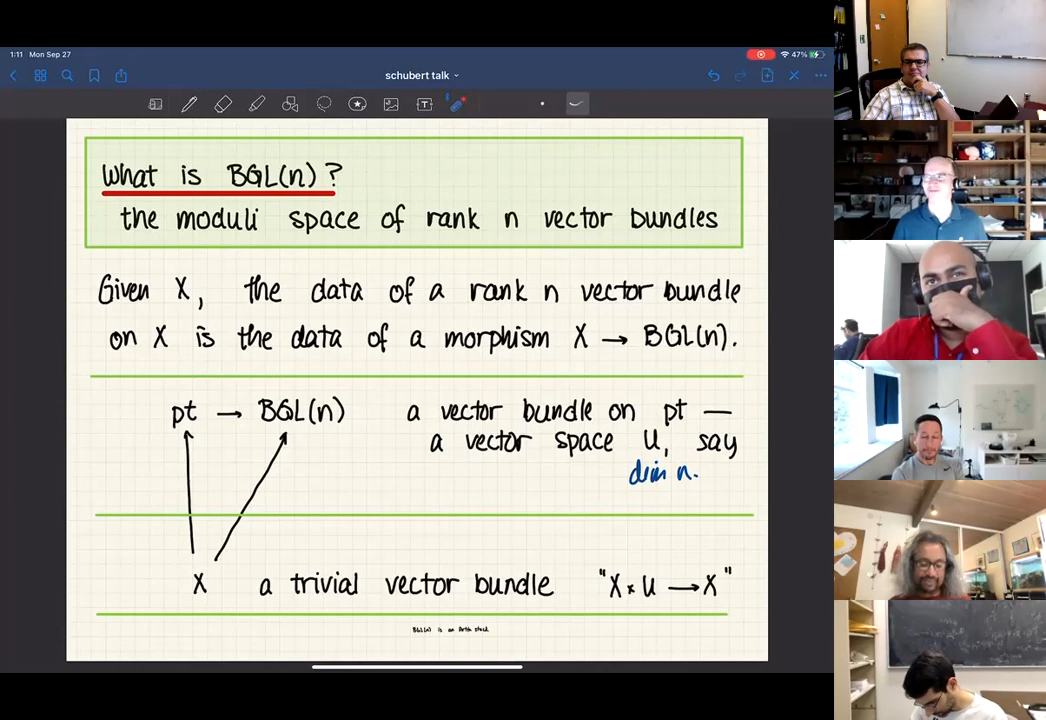 1:11 Mon Sep 27
47%
schubert talk
What is BGL(n)?
the moduli space of rank n vector bundles
Given X, the data of a rank n vector bundle
on X is the data of a morphism X → BGL(n).
pt → BGL(n) a vector bundle on pt —
a vector space U, say
dim n.
X a trivial vector bundle "X × U → X"
BGL(n) is an Artin stack